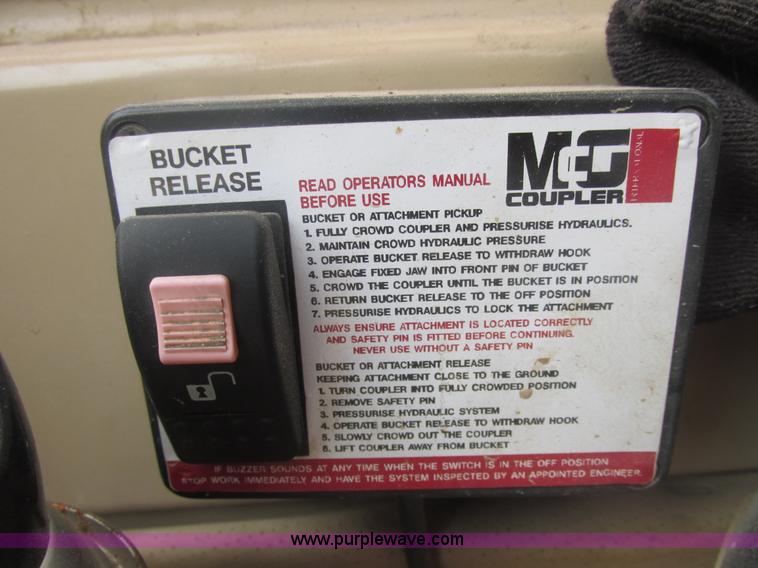 BUCKET
RELEASE
McG
COUPLER
INTERNATIONAL
READ OPERATORS MANUAL
BEFORE USE
BUCKET OR ATTACHMENT PICKUP
1. FULLY CROWD COUPLER AND PRESSURISE HYDRAULICS.
2. MAINTAIN CROWD HYDRAULIC PRESSURE
3. OPERATE BUCKET RELEASE TO WITHDRAW HOOK
4. ENGAGE FIXED JAW INTO FRONT PIN OF BUCKET
5. CROWD THE COUPLER UNTIL THE BUCKET IS IN POSITION
6. RETURN BUCKET RELEASE TO THE OFF POSITION
7. PRESSURISE HYDRAULICS TO LOCK THE ATTACHMENT
ALWAYS ENSURE ATTACHMENT IS LOCATED CORRECTLY
AND SAFETY PIN IS FITTED BEFORE CONTINUING.
NEVER USE WITHOUT A SAFETY PIN
BUCKET OR ATTACHMENT RELEASE
KEEPING ATTACHMENT CLOSE TO THE GROUND
1. TURN COUPLER INTO FULLY CROWDED POSITION
2. REMOVE SAFETY PIN
3. PRESSURISE HYDRAULIC SYSTEM
4. OPERATE BUCKET RELEASE TO WITHDRAW HOOK
5. SLOWLY CROWD OUT THE COUPLER
6. LIFT COUPLER AWAY FROM BUCKET
IF BUZZER SOUNDS AT ANY TIME WHEN THE SWITCH IS IN THE OFF POSITION
STOP WORK IMMEDIATELY AND HAVE THE SYSTEM INSPECTED BY AN APPOINTED ENGINEER.
www.purplewave.com